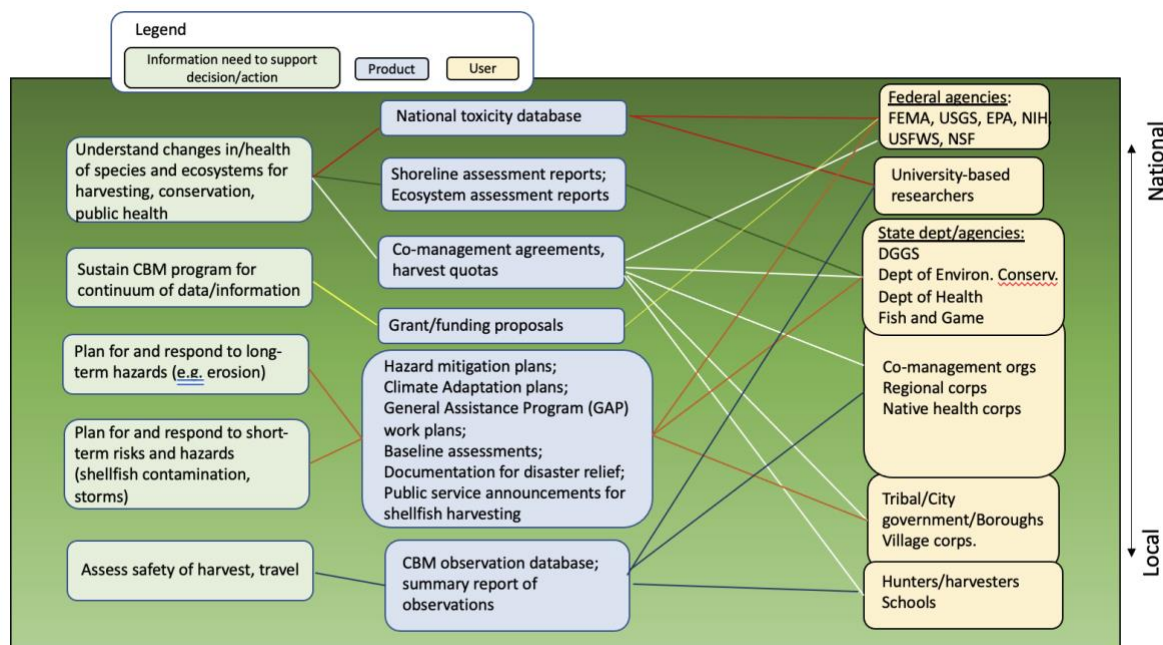 Legend
Information need to support
decision/action
Product
User
Understand changes in/health
of species and ecosystems for
harvesting, conservation,
public health
Sustain CBM program for
continuum of data/information
Plan for and respond to long-
term hazards (e.g. erosion)
Plan for and respond to short-
term risks and hazards
(shellfish contamination,
storms)
Assess safety of harvest, travel
National toxicity database
Shoreline assessment reports;
Ecosystem assessment reports
Co-management agreements,
harvest quotas
Grant/funding proposals
Hazard mitigation plans;
Climate Adaptation plans;
General Assistance Program (GAP)
work plans;
Baseline assessments;
Documentation for disaster relief;
Public service announcements for
shellfish harvesting
CBM observation database;
summary report of
observations
Federal agencies:
FEMA, USGS, EPA, NIH,
USFWS, NSF
University-based
researchers
State dept/agencies:
DGGS
Dept of Environ. Conserv.
Dept of Health
Fish and Game
Co-management orgs
Regional corps
Native health corps
Tribal/City
government/Boroughs
Village corps.
Hunters/harvesters
Schools
National
Local